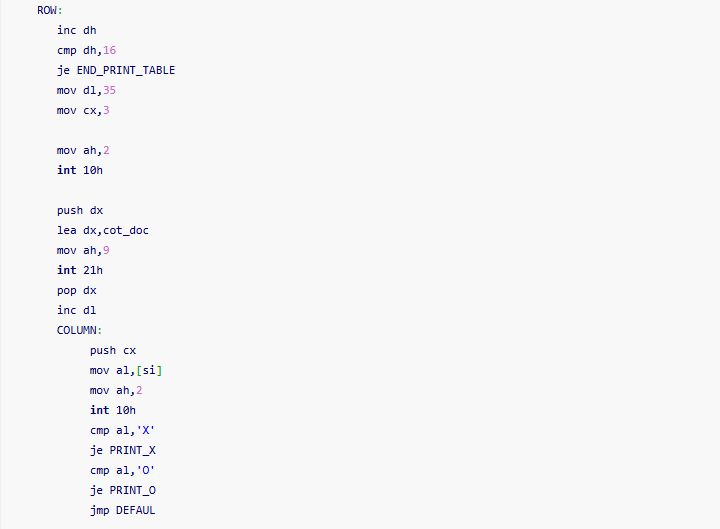 ROW:
inc dh
cmp dh,16
je END_PRINT_TABLE
mov dl,35
mov cx,3
mov ah,2
int 10h
push dx
lea dx,cot_doc
mov ah,9
int 21h
pop dx
inc dl
COLUMN:
push cx
mov al,[si]
mov ah,2
int 10h
cmp al,'X'
je PRINT_X
cmp al,'O'
je PRINT_O
jmp DEFAUL